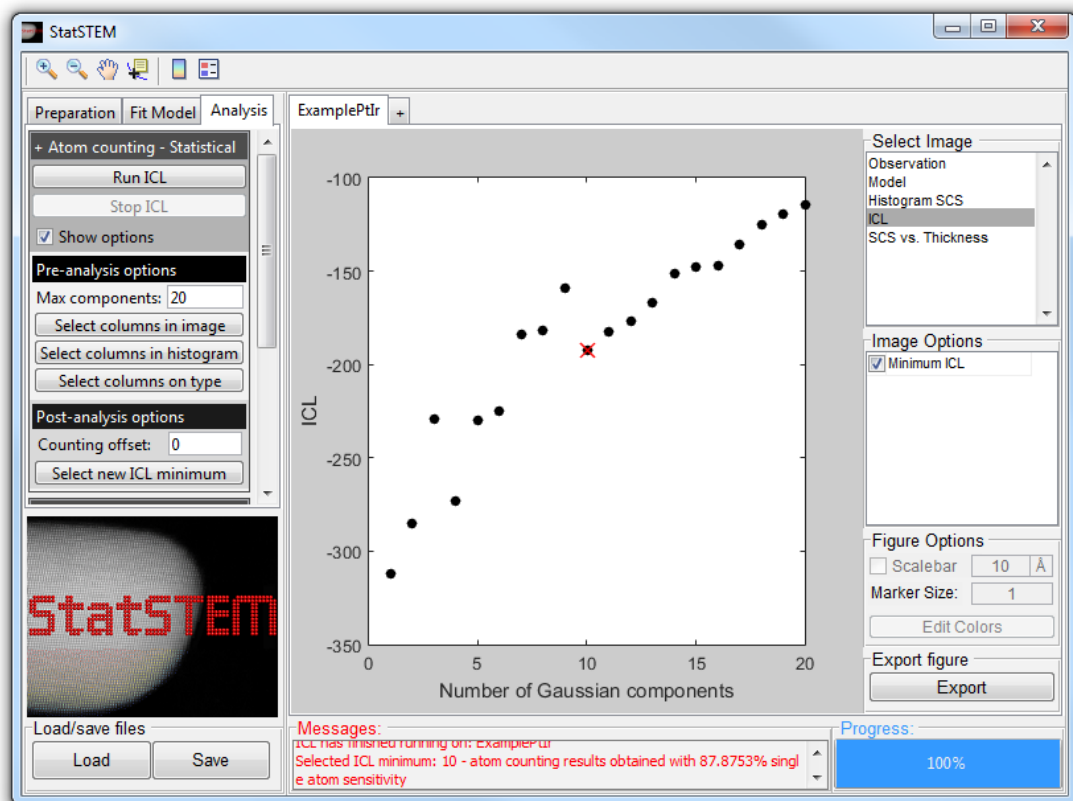 StatSTEM
Preparation
Fit Model
Analysis
+ Atom counting - Statistical
Run ICL
Stop ICL
Show options
Pre-analysis options
Max components: 20
Select columns in image
Select columns in histogram
Select columns on type
Post-analysis options
Counting offset: 0
Select new ICL minimum
StatSTEM
Load/save files
Load
Save
ExamplePtIr
+
-100
-150
-200
-250
-300
-350
ICL
0 5 10 15 20
Number of Gaussian components
Messages:
ICL has finished running on: ExamplePtIr
Selected ICL minimum: 10 - atom counting results obtained with 87.8753% singl
e atom sensitivity
Select Image
Observation
Model
Histogram SCS
ICL
SCS vs. Thickness
Image Options
Minimum ICL
Figure Options
Scalebar 10 Å
Marker Size: 1
Edit Colors
Export figure
Export
Progress:
100%